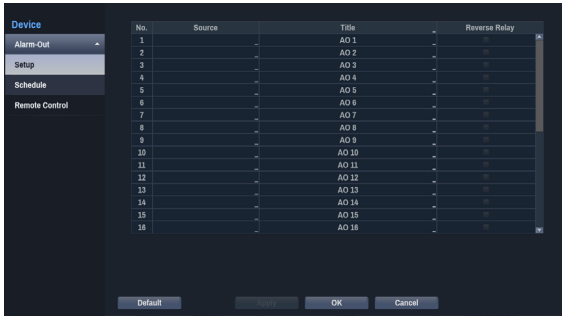 Device
Alarm-Out
Setup
Schedule
Remote Control
No. Source Title Reverse Relay
1 AO 1
2 AO 2
3 AO 3
4 AO 4
5 AO 5
6 AO 6
7 AO 7
8 AO 8
9 AO 9
10 AO 10
11 AO 11
12 AO 12
13 AO 13
14 AO 14
15 AO 15
16 AO 16
Default Apply OK Cancel